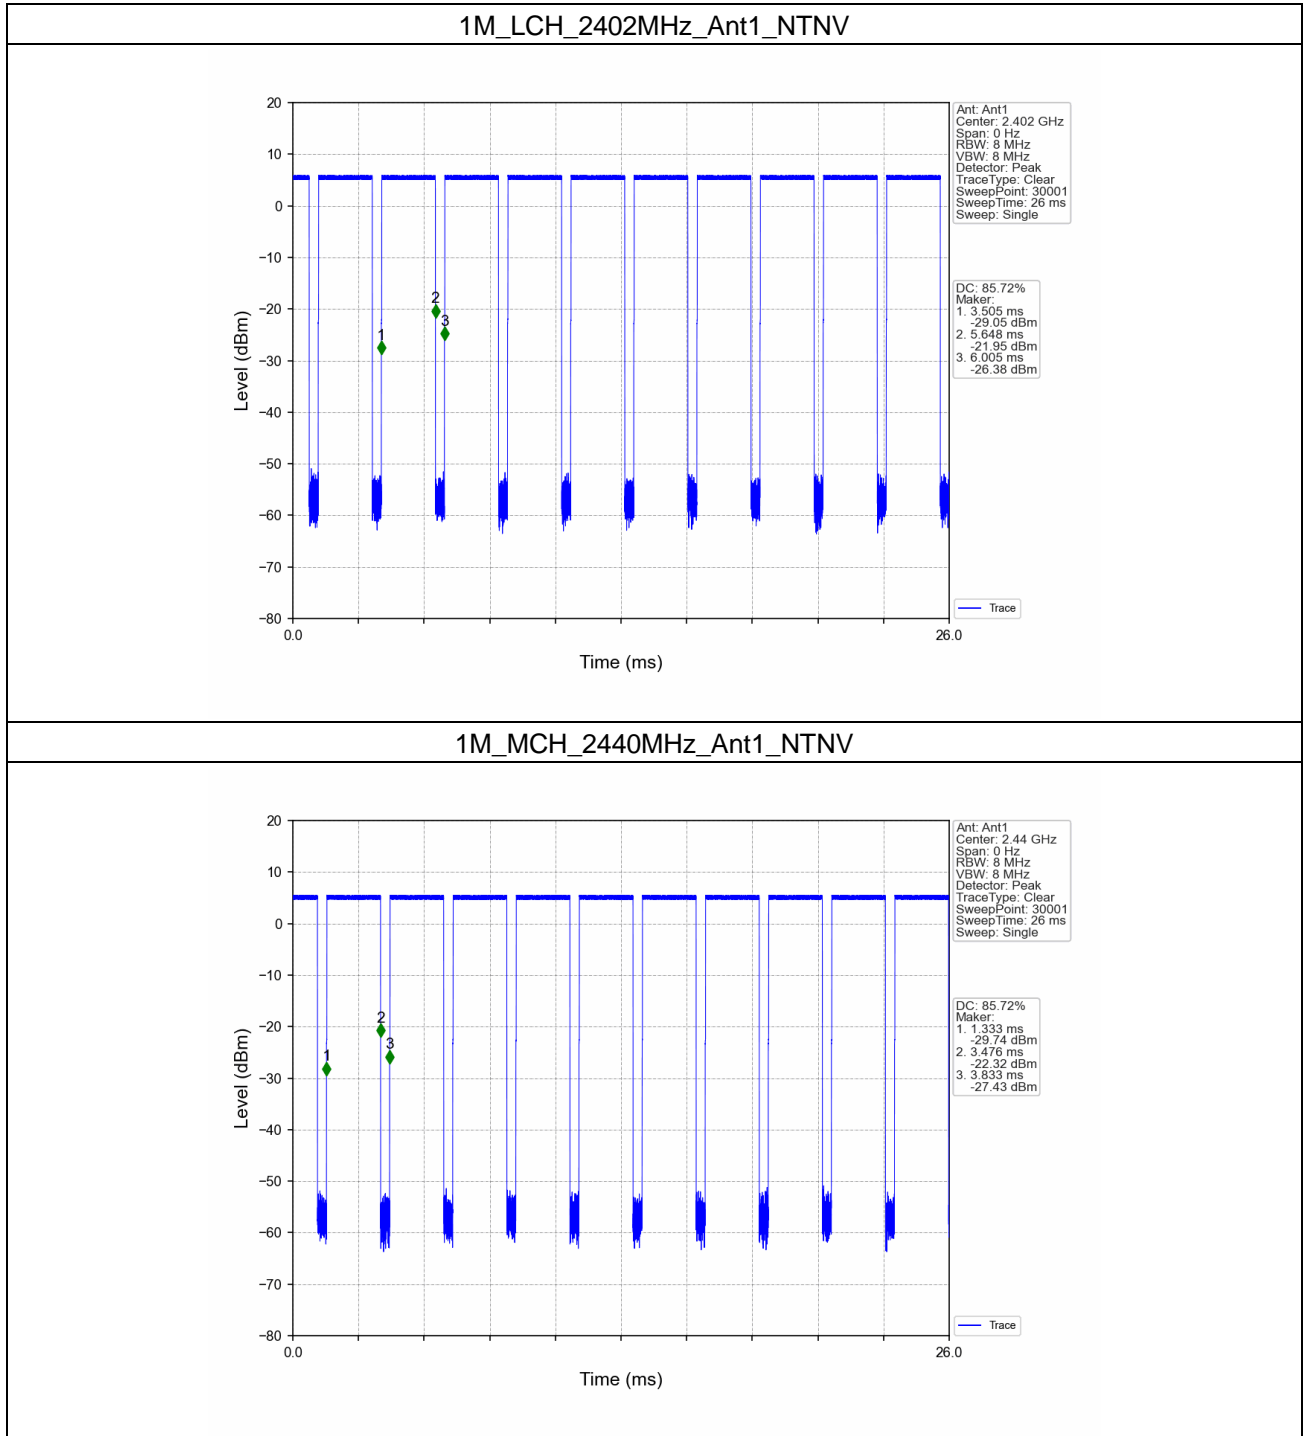 1M_LCH_2402MHz_Ant1_NTNV
20
10
0
−10
−20
−30
−40
−50
−60
−70
−80
Level (dBm)
1
2
3
0.0
26.0
Time (ms)
Ant: Ant1
Center: 2.402 GHz
Span: 0 Hz
RBW: 8 MHz
VBW: 8 MHz
Detector: Peak
TraceType: Clear
SweepPoint: 30001
SweepTime: 26 ms
Sweep: Single
DC: 85.72%
Maker:
1. 3.505 ms
-29.05 dBm
2. 5.648 ms
-21.95 dBm
3. 6.005 ms
-26.38 dBm
Trace
1M_MCH_2440MHz_Ant1_NTNV
20
10
0
−10
−20
−30
−40
−50
−60
−70
−80
Level (dBm)
1
2
3
0.0
26.0
Time (ms)
Ant: Ant1
Center: 2.44 GHz
Span: 0 Hz
RBW: 8 MHz
VBW: 8 MHz
Detector: Peak
TraceType: Clear
SweepPoint: 30001
SweepTime: 26 ms
Sweep: Single
DC: 85.72%
Maker:
1. 1.333 ms
-29.74 dBm
2. 3.476 ms
-22.32 dBm
3. 3.833 ms
-27.43 dBm
Trace